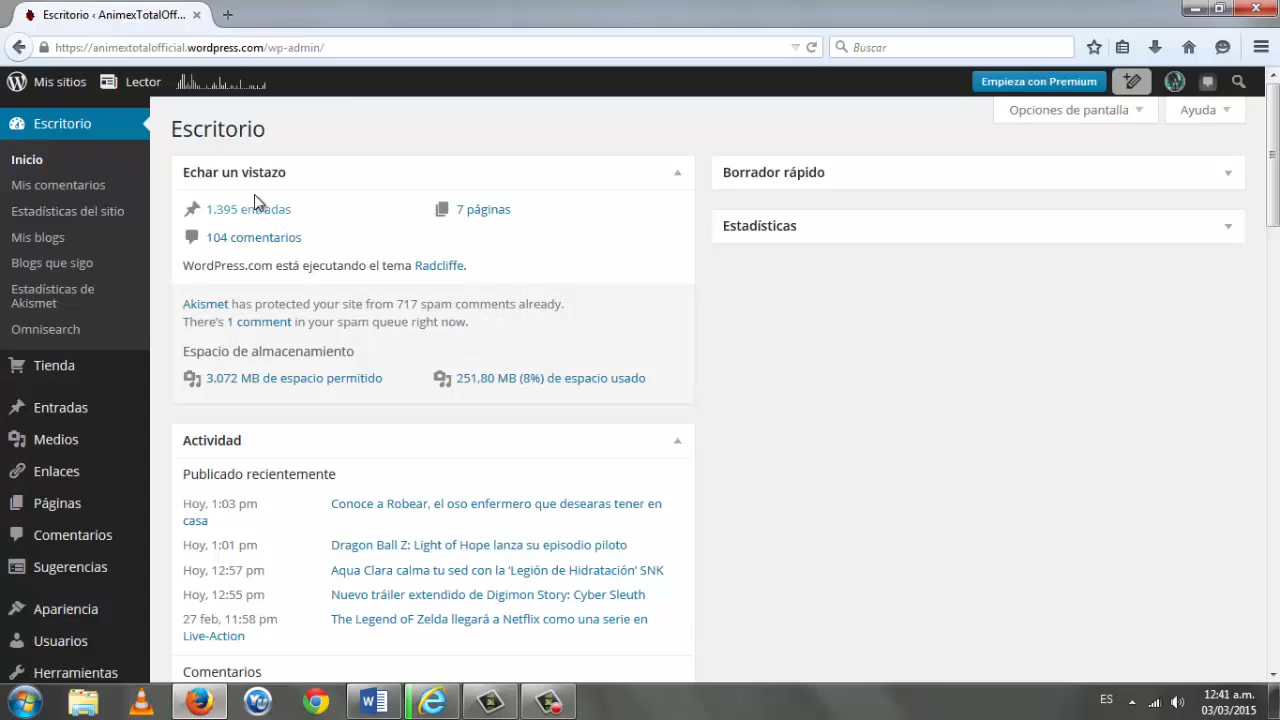 Escritorio ‹ AnimexTotalOff...
https://animextotalofficial.wordpress.com/wp-admin/
Buscar
Mis sitios
Lector
Empieza con Premium
Opciones de pantalla
Ayuda
Escritorio
Inicio
Mis comentarios
Estadísticas del sitio
Mis blogs
Blogs que sigo
Estadísticas de
Akismet
Omnisearch
Tienda
Entradas
Medios
Enlaces
Páginas
Comentarios
Sugerencias
Apariencia
Usuarios
Herramientas
Escritorio
Echar un vistazo
1.395 entradas
7 páginas
104 comentarios
WordPress.com está ejecutando el tema Radcliffe.
Akismet has protected your site from 717 spam comments already.
There's 1 comment in your spam queue right now.
Espacio de almacenamiento
3.072 MB de espacio permitido
251,80 MB (8%) de espacio usado
Actividad
Publicado recientemente
Hoy, 1:03 pm Conoce a Robear, el oso enfermero que desearas tener en
casa
Hoy, 1:01 pm Dragon Ball Z: Light of Hope lanza su episodio piloto
Hoy, 12:57 pm Aqua Clara calma tu sed con la ‘Legión de Hidratación’ SNK
Hoy, 12:55 pm Nuevo tráiler extendido de Digimon Story: Cyber Sleuth
27 feb, 11:58 pm The Legend oF Zelda llegará a Netflix como una serie en
Live-Action
Comentarios
Borrador rápido
Estadísticas
ES
12:41 a.m.
03/03/2015